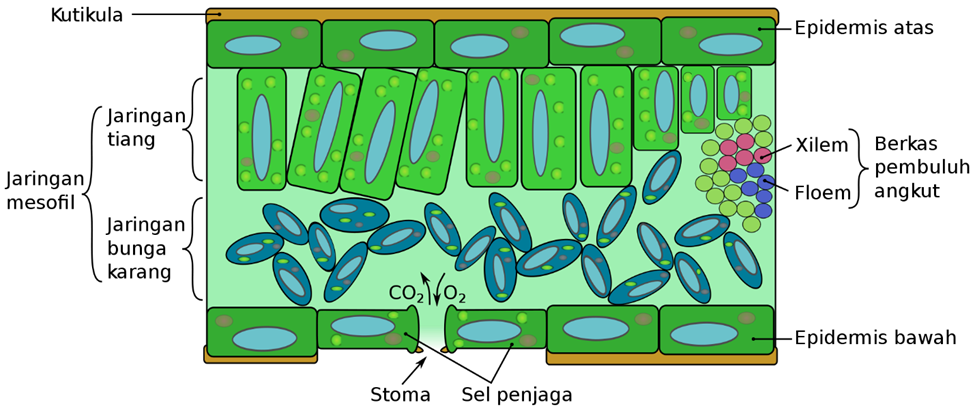 Kutikula
Epidermis atas
Jaringan
tiang
Jaringan
mesofil
Jaringan
bunga
karang
Xilem
Floem
Berkas
pembuluh
angkut
CO₂
O₂
Epidermis bawah
Stoma
Sel penjaga